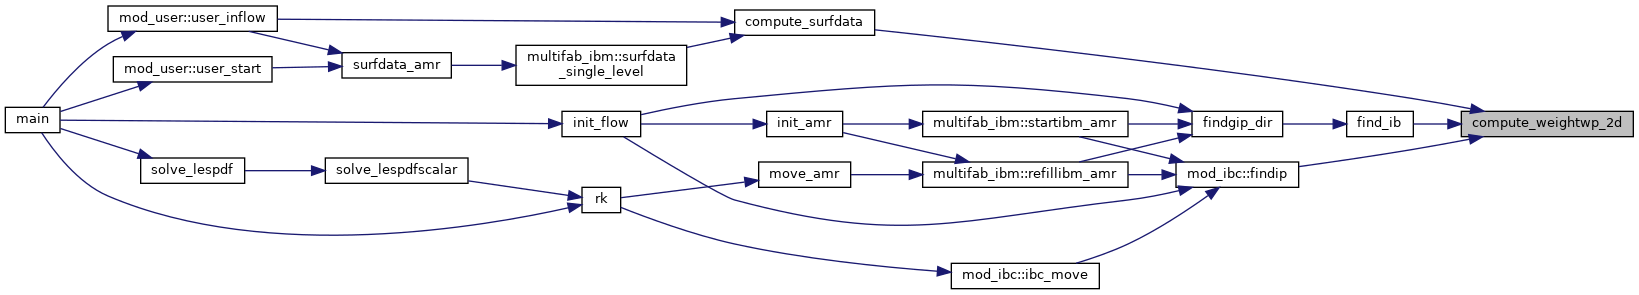 mod_user::user_inflow
compute_surfdata
multifab_ibm::surfdata
_single_level
surfdata_amr
mod_user::user_start
main
init_flow
init_amr
multifab_ibm::startibm_amr
findgip_dir
find_ib
compute_weightwp_2d
solve_lespdf
solve_lespdfscalar
move_amr
multifab_ibm::refillibm_amr
mod_ibc::findip
rk
mod_ibc::ibc_move